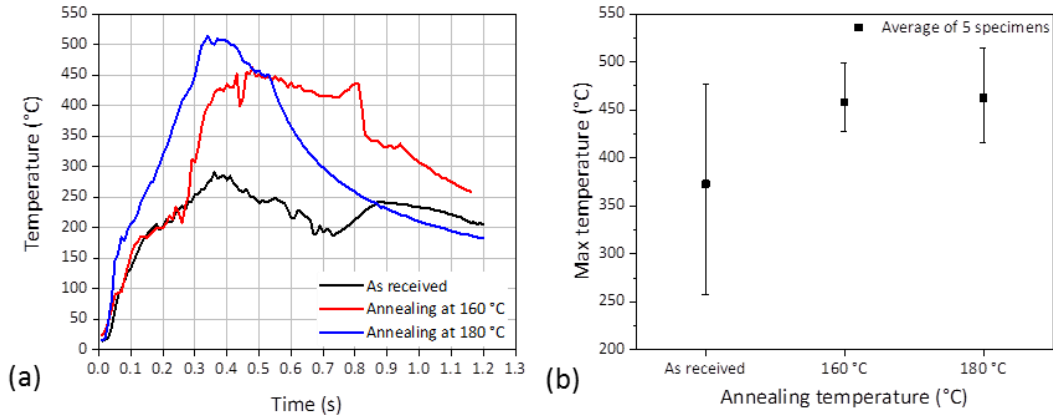 550
500
450
400
350
300
250
200
150
100
50
0
Temperature (°C)
As received
Annealing at 160 °C
Annealing at 180 °C
0.0 0.1 0.2 0.3 0.4 0.5 0.6 0.7 0.8 0.9 1.0 1.1 1.2 1.3
Time (s)
(a)
550
500
450
400
350
300
250
200
Max temperature (°C)
Average of 5 specimens
As received 160 °C 180 °C
Annealing temperature (°C)
(b)